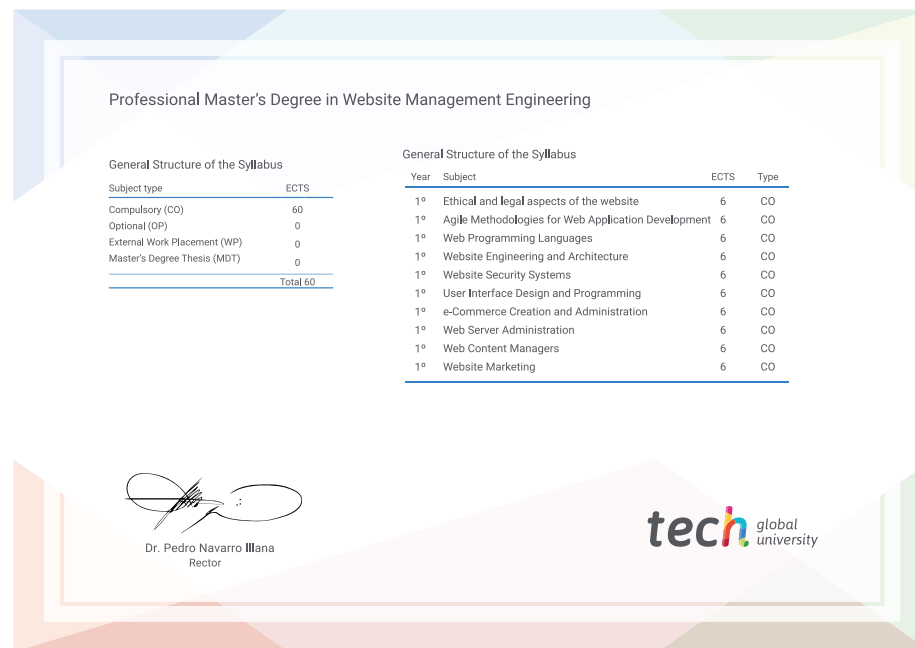 Professional Master's Degree in Website Management Engineering
General Structure of the Syllabus
Subject type ECTS
Compulsory (CO) 60
Optional (OP) 0
External Work Placement (WP) 0
Master's Degree Thesis (MDT) 0
Total 60
General Structure of the Syllabus
Year Subject ECTS Type
1º Ethical and legal aspects of the website 6 CO
1º Agile Methodologies for Web Application Development 6 CO
1º Web Programming Languages 6 CO
1º Website Engineering and Architecture 6 CO
1º Website Security Systems 6 CO
1º User Interface Design and Programming 6 CO
1º e-Commerce Creation and Administration 6 CO
1º Web Server Administration 6 CO
1º Web Content Managers 6 CO
1º Website Marketing 6 CO
Dr. Pedro Navarro Illana
Rector
tech global
university